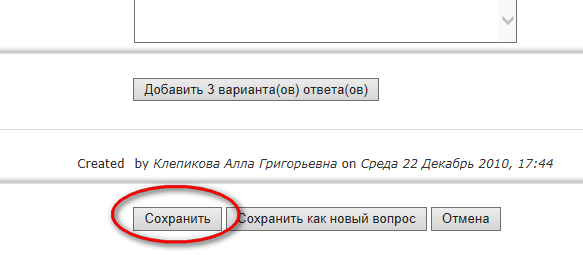 Добавить 3 варианта(ов) ответа(ов)
Created by Клепикова Алла Григорьевна on Среда 22 Декабрь 2010, 17:44
Сохранить Сохранить как новый вопрос Отмена